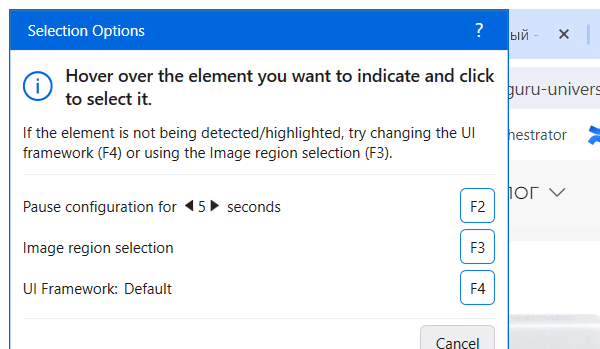 Selection Options ?
ый -
Hover over the element you want to indicate and click
to select it.
guru-univers
If the element is not being detected/highlighted, try changing the UI
framework (F4) or using the Image region selection (F3).
hestrator
ЛОГ
Pause configuration for 5 seconds F2
Image region selection F3
UI Framework: Default F4
Cancel